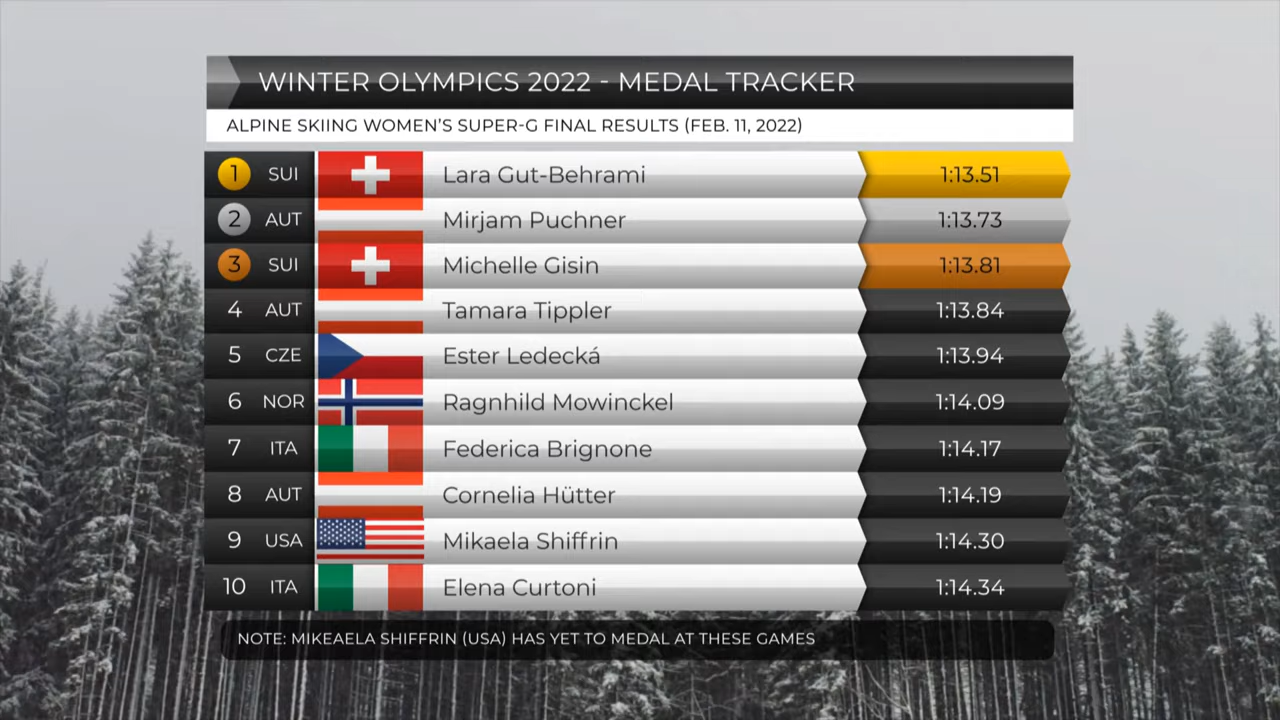 WINTER OLYMPICS 2022 - MEDAL TRACKER
ALPINE SKIING WOMEN'S SUPER-G FINAL RESULTS (FEB. 11, 2022)
1 SUI Lara Gut-Behrami 1:13.51
2 AUT Mirjam Puchner 1:13.73
3 SUI Michelle Gisin 1:13.81
4 AUT Tamara Tippler 1:13.84
5 CZE Ester Ledecká 1:13.94
6 NOR Ragnhild Mowinckel 1:14.09
7 ITA Federica Brignone 1:14.17
8 AUT Cornelia Hütter 1:14.19
9 USA Mikaela Shiffrin 1:14.30
10 ITA Elena Curtoni 1:14.34
NOTE: MIKEAELA SHIFFRIN (USA) HAS YET TO MEDAL AT THESE GAMES